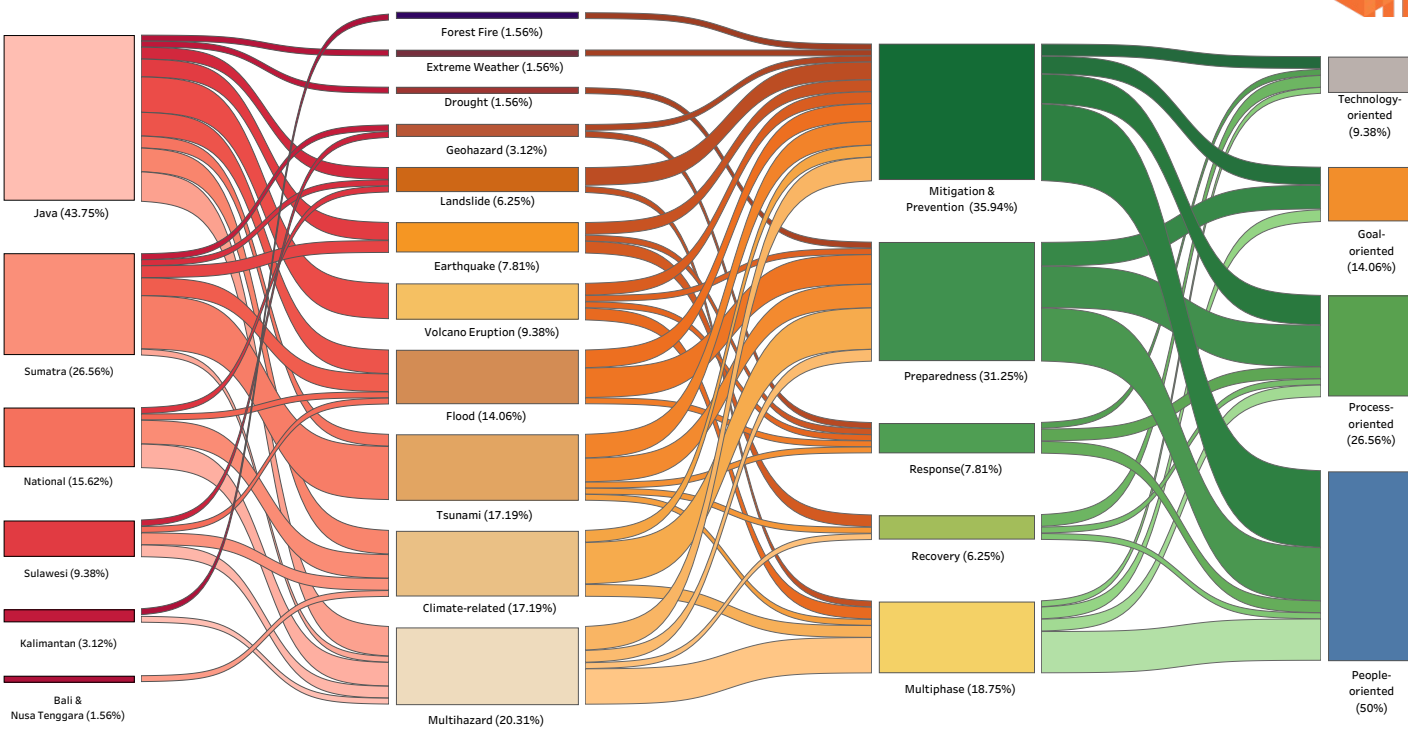 Java (43.75%)
Sumatra (26.56%)
National (15.62%)
Sulawesi (9.38%)
Kalimantan (3.12%)
Bali &
Nusa Tenggara (1.56%)
Forest Fire (1.56%)
Extreme Weather (1.56%)
Drought (1.56%)
Geohazard (3.12%)
Landslide (6.25%)
Earthquake (7.81%)
Volcano Eruption (9.38%)
Flood (14.06%)
Tsunami (17.19%)
Climate-related (17.19%)
Multihazard (20.31%)
Mitigation &
Prevention (35.94%)
Preparedness (31.25%)
Response(7.81%)
Recovery (6.25%)
Multiphase (18.75%)
Technology-
oriented
(9.38%)
Goal-
oriented
(14.06%)
Process-
oriented
(26.56%)
People-
oriented
(50%)